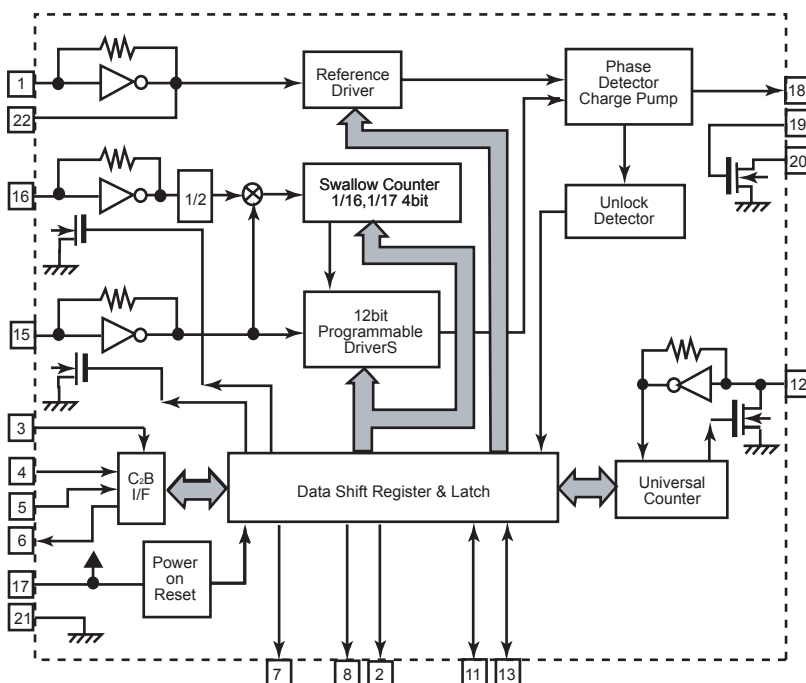 1
22
16
15
3
4
5
6
17
21
Reference
Driver
Phase
Detector
Charge Pump
18
19
20
1/2
Swallow Counter
1/16,1/17 4bit
Unlock
Detector
12bit
Programmable
DriverS
12
C2B
I/F
Data Shift Register & Latch
Universal
Counter
Power
on
Reset
7
8
2
11
13